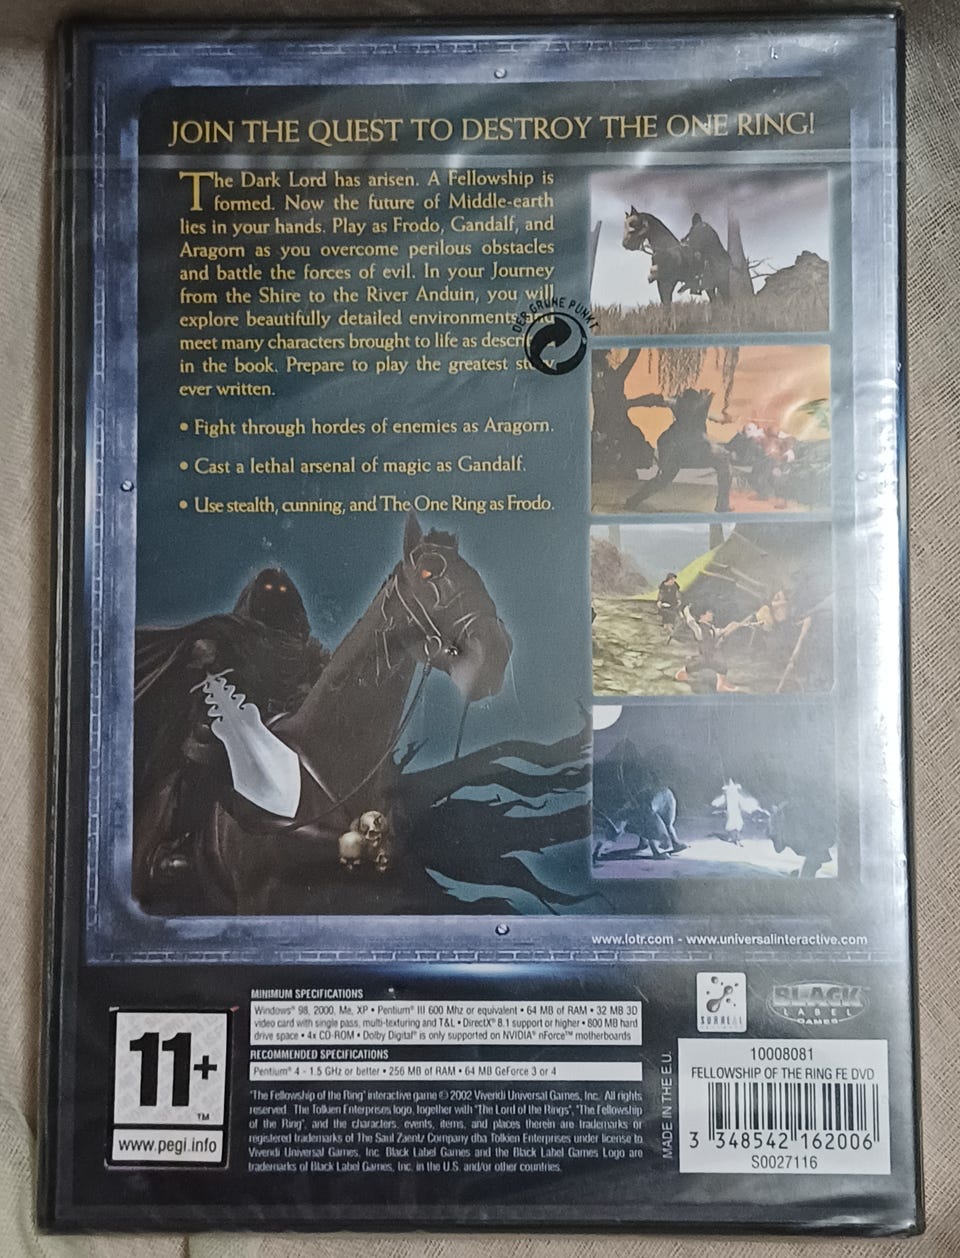 JOIN THE QUEST TO DESTROY THE ONE RING!
The Dark Lord has arisen. A Fellowship is
formed. Now the future of Middle-earth
lies in your hands. Play as Frodo, Gandalf, and
Aragorn as you overcome perilous obstacles
and battle the forces of evil. In your Journey
from the Shire to the River Anduin, you will
explore beautifully detailed environments and
meet many characters brought to life as descri
in the book. Prepare to play the greatest story
ever written.
DER GRÜNE PUNKT
• Fight through hordes of enemies as Aragorn.
• Cast a lethal arsenal of magic as Gandalf.
• Use stealth, cunning, and The One Ring as Frodo.
www.lotr.com - www.universalinteractive.com
MINIMUM SPECIFICATIONS
Windows® 98, 2000, Me, XP • Pentium® III 600 Mhz or equivalent • 64 MB of RAM • 32 MB 3D
video card with single pass, multi-texturing and T&L • DirectX® 8.1 support or higher • 800 MB hard
drive space • 4x CD-ROM • Dolby Digital® is only supported on NVIDIA® nForce™ motherboards
RECOMMENDED SPECIFICATIONS
Pentium® 4 - 1.5 GHz or better • 256 MB of RAM • 64 MB GeForce 3 or 4
"The Fellowship of the Ring" interactive game © 2002 Vivendi Universal Games, Inc. All rights
reserved. The Tolkien Enterprises logo, together with "The Lord of the Rings", "The Fellowship
of the Ring", and the characters, events, items, and places therein are trademarks or
registered trademarks of The Saul Zaentz Company dba Tolkien Enterprises under license to
Vivendi Universal Games, Inc. Black Label Games and the Black Label Games Logo are
trademarks of Black Label Games, Inc. in the U.S. and/or other countries.
11+
TM
www.pegi.info
SURREAL
BLACK
LABEL
GAMES
MADE IN THE E.U.
10008081
FELLOWSHIP OF THE RING FE DVD
3 348542 162006
S0027116